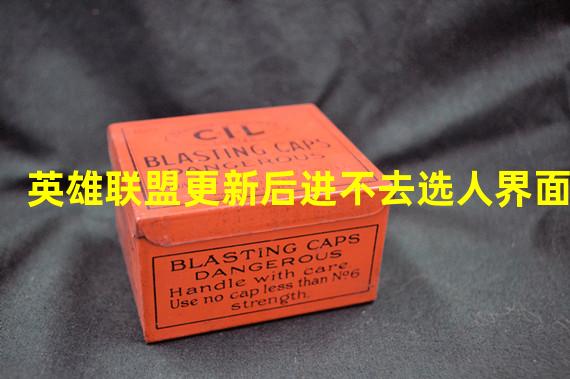 CIL
BLASTING CAPS
DANGEROUS
英雄联盟更新后进不去选人界面
BLASTING CAPS
DANGEROUS
Handle with care
Use no cap less than No6
strength.